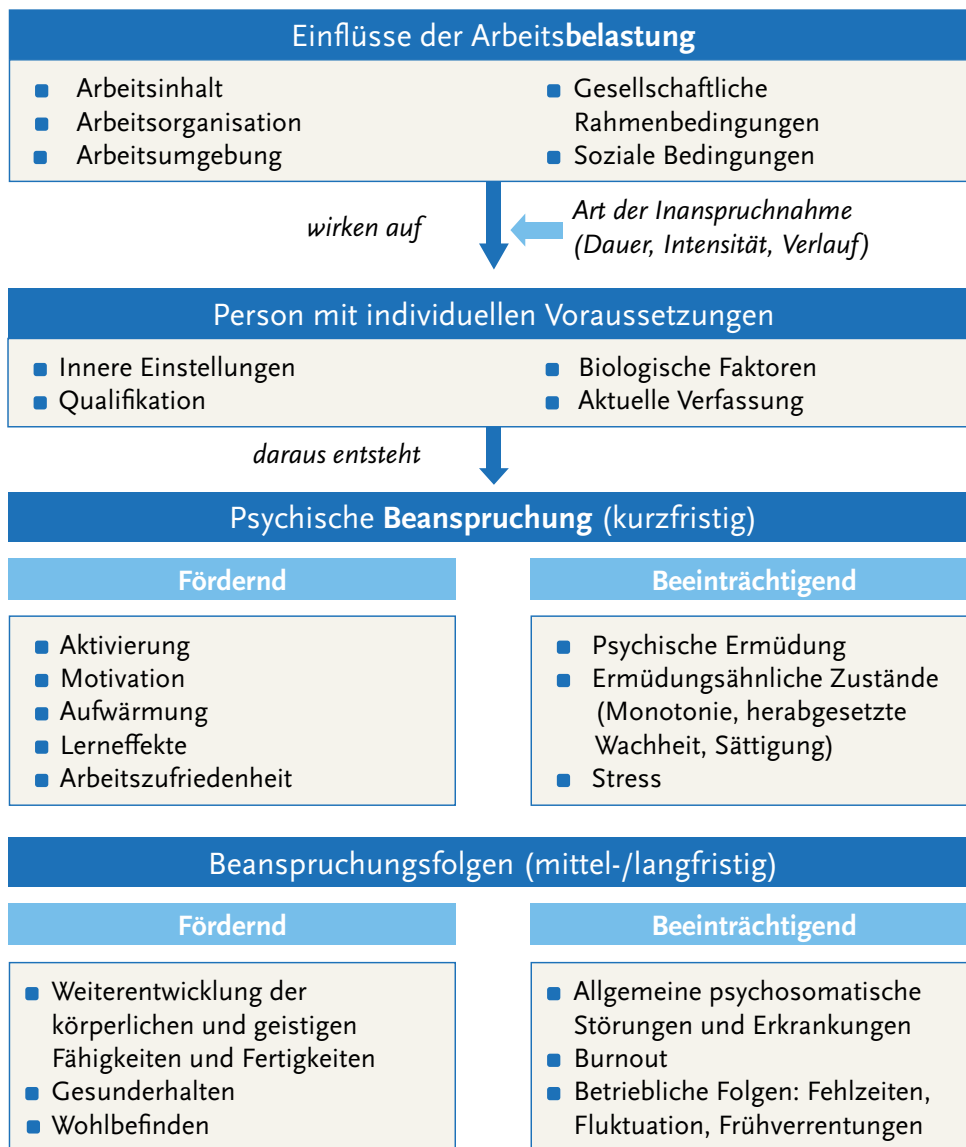 Einflüsse der Arbeitsbelastung
Arbeitsinhalt
Arbeitsorganisation
Arbeitsumgebung
Gesellschaftliche
Rahmenbedingungen
Soziale Bedingungen
wirken auf
Art der Inanspruchnahme
(Dauer, Intensität, Verlauf)
Person mit individuellen Voraussetzungen
Innere Einstellungen
Qualifikation
Biologische Faktoren
Aktuelle Verfassung
daraus entsteht
Psychische Beanspruchung (kurzfristig)
Fördernd
Aktivierung
Motivation
Aufwärmung
Lerneffekte
Arbeitszufriedenheit
Beeinträchtigend
Psychische Ermüdung
Ermüdungsähnliche Zustände
(Monotonie, herabgesetzte
Wachheit, Sättigung)
Stress
Beanspruchungsfolgen (mittel-/langfristig)
Fördernd
Weiterentwicklung der
körperlichen und geistigen
Fähigkeiten und Fertigkeiten
Gesunderhalten
Wohlbefinden
Beeinträchtigend
Allgemeine psychosomatische
Störungen und Erkrankungen
Burnout
Betriebliche Folgen: Fehlzeiten,
Fluktuation, Frühverrentungen